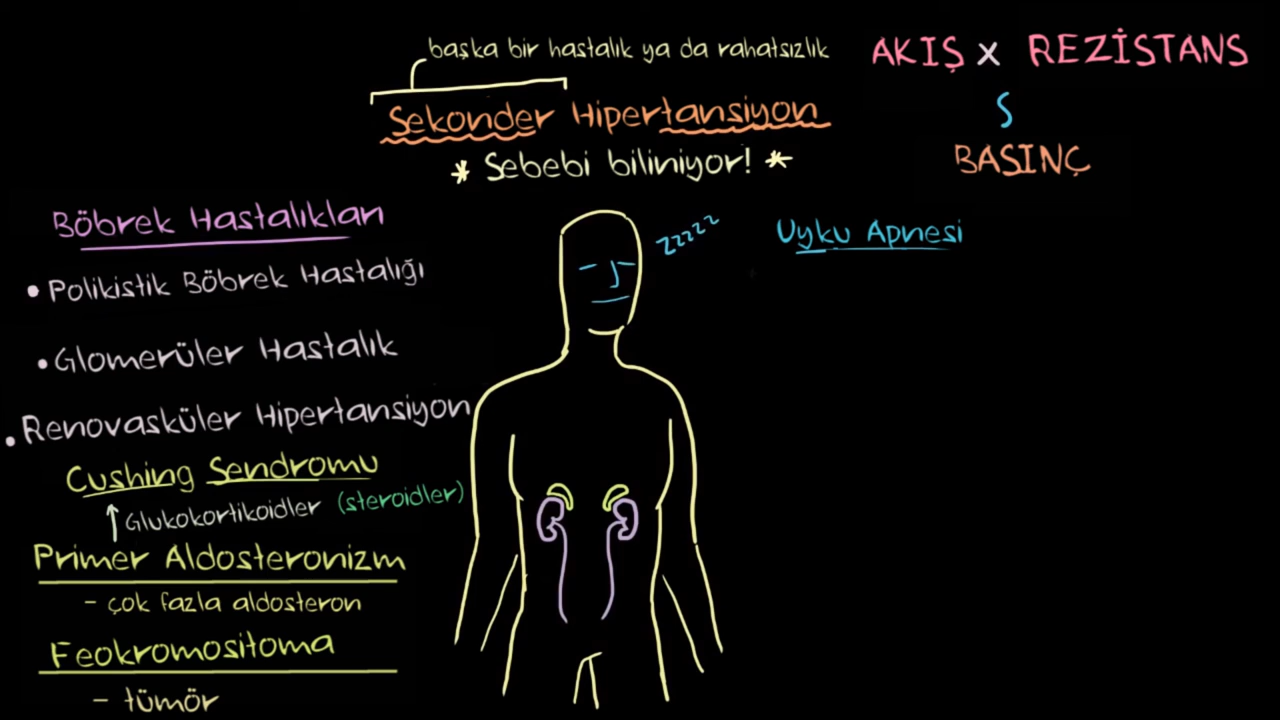 başka bir hastalık ya da rahatsızlık
AKIŞ x REZİSTANS
S
BASINÇ
Sekonder Hipertansiyon
* Sebebi biliniyor! *
Böbrek Hastalıkları
• Polikistik Böbrek Hastalığı
• Glomerüler Hastalık
• Renovasküler Hipertansiyon
Cushing Sendromu
↑ Glukokortikoidler (steroidler)
Primer Aldosteronizm
- çok fazla aldosteron
Feokromositoma
- tümör
zzzzz
Uyku Apnesi